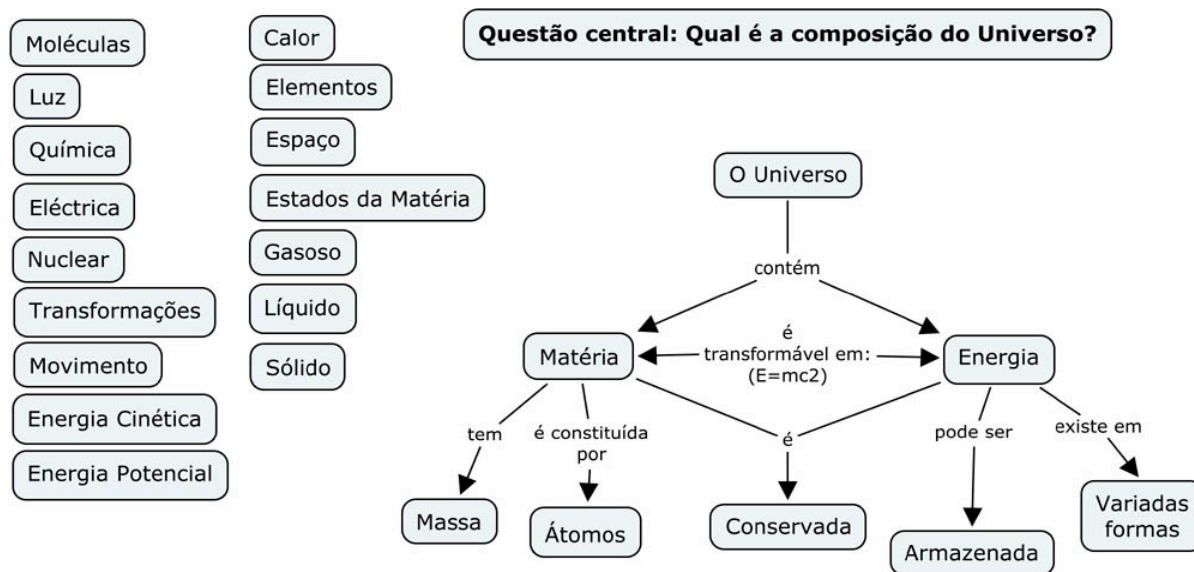 Moléculas
Luz
Química
Eléctrica
Nuclear
Transformações
Movimento
Energia Cinética
Energia Potencial
Calor
Elementos
Espaço
Estados da Matéria
Gasoso
Líquido
Sólido
Questão central: Qual é a composição do Universo?
O Universo
contém
Matéria
é
transformável em:
(E=mc2)
Energia
tem
é constituída
por
é
pode ser
existe em
Massa
Átomos
Conservada
Armazenada
Variadas
formas